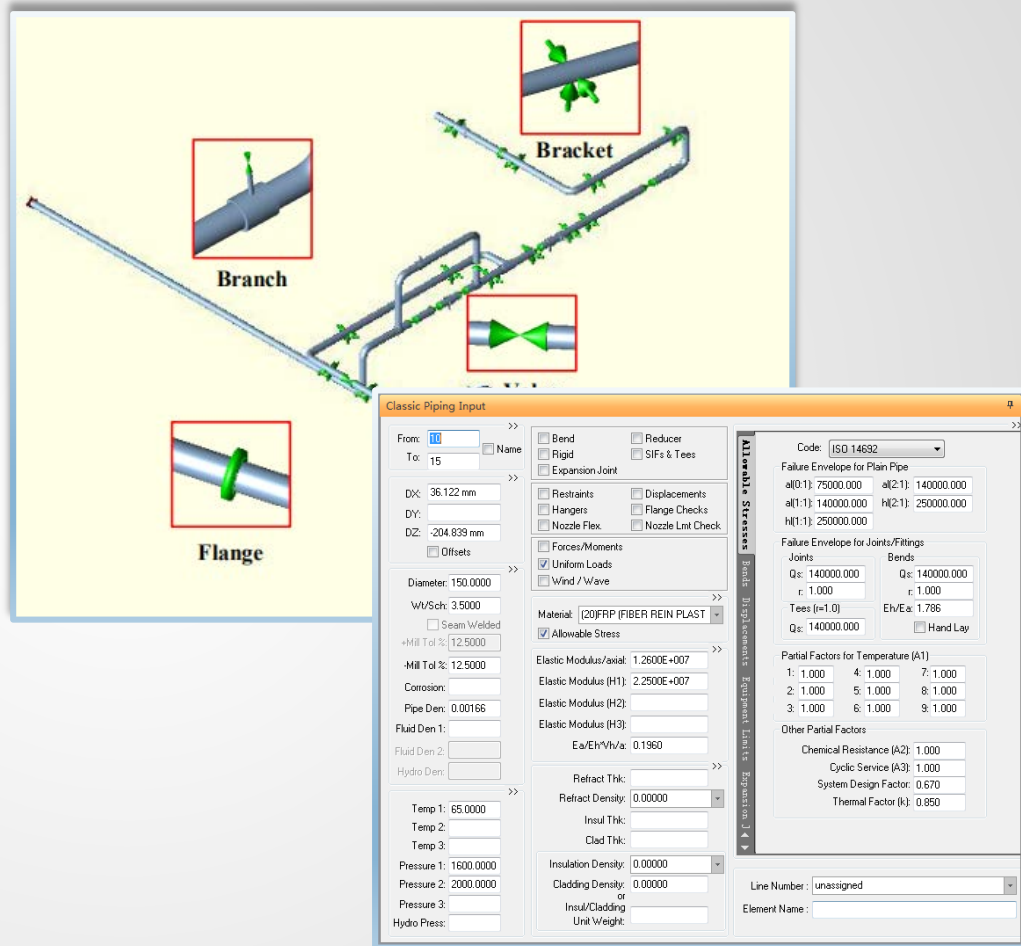 Bracket
Branch
Flange
Classic Piping Input
>>
From: 10
Name
To: 15
>>
DX: 36.122 mm
DY:
DZ: -204.839 mm
Offsets
>>
Diameter: 150.0000
Wt/Sch: 3.5000
Seam Welded
+Mill Tol %: 12.5000
-Mill Tol %: 12.5000
Corrosion:
Pipe Den: 0.00166
Fluid Den 1:
Fluid Den 2:
Hydro Den:
>>
Temp 1: 65.0000
Temp 2:
Temp 3:
Pressure 1: 1600.0000
Pressure 2: 2000.0000
Pressure 3:
Hydro Press:
Bend Reducer
Rigid SIFs & Tees
Expansion Joint
Restraints Displacements
Hangers Flange Checks
Nozzle Flex. Nozzle Lmt Check
Forces/Moments
Uniform Loads
Wind / Wave
>>
Material: (20)FRP (FIBER REIN PLAST
Allowable Stress
>>
Elastic Modulus/axial: 1.2600E+007
Elastic Modulus (H1): 2.2500E+007
Elastic Modulus (H2):
Elastic Modulus (H3):
Ea/Eh*Vh/a: 0.1960
>>
Refract Thk:
Refract Density: 0.00000
Insul Thk:
Clad Thk:
Insulation Density: 0.00000
Cladding Density: 0.00000
or
Insul/Cladding
Unit Weight:
>>
Allowable Stresses
Bends
Displacements
Equipment Limits
Expansion J
Code: ISO 14692
Failure Envelope for Plain Pipe
al(0:1): 75000.000 al(2:1): 140000.000
al(1:1): 140000.000 hl(2:1): 250000.000
hl(1:1): 250000.000
Failure Envelope for Joints/Fittings
Joints Bends
Qs: 140000.000 Qs: 140000.000
r: 1.000 r: 1.000
Tees (r=1.0) Eh/Ea: 1.786
Qs: 140000.000 Hand Lay
Partial Factors for Temperature (A1)
1: 1.000 4: 1.000 7: 1.000
2: 1.000 5: 1.000 8: 1.000
3: 1.000 6: 1.000 9: 1.000
Other Partial Factors
Chemical Resistance (A2): 1.000
Cyclic Service (A3): 1.000
System Design Factor: 0.670
Thermal Factor (k): 0.850
Line Number : unassigned
Element Name :